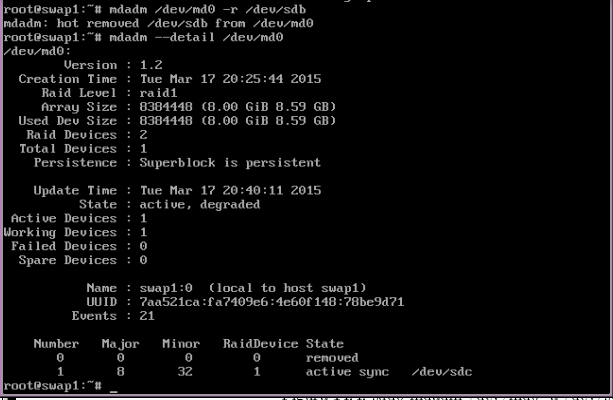 root@swap1:~# mdadm /dev/md0 -r /dev/sdb
mdadm: hot removed /dev/sdb from /dev/md0
root@swap1:~# mdadm --detail /dev/md0
/dev/md0:
Version : 1.2
Creation Time : Tue Mar 17 20:25:44 2015
Raid Level : raid1
Array Size : 8384448 (8.00 GiB 8.59 GB)
Used Dev Size : 8384448 (8.00 GiB 8.59 GB)
Raid Devices : 2
Total Devices : 1
Persistence : Superblock is persistent
Update Time : Tue Mar 17 20:40:11 2015
State : active, degraded
Active Devices : 1
Working Devices : 1
Failed Devices : 0
Spare Devices : 0
Name : swap1:0 (local to host swap1)
UUID : 7aa521ca:fa7409e6:4e60f148:78be9d71
Events : 21
Number Major Minor RaidDevice State
0 0 0 0 removed
1 8 32 1 active sync /dev/sdc
root@swap1:~# _